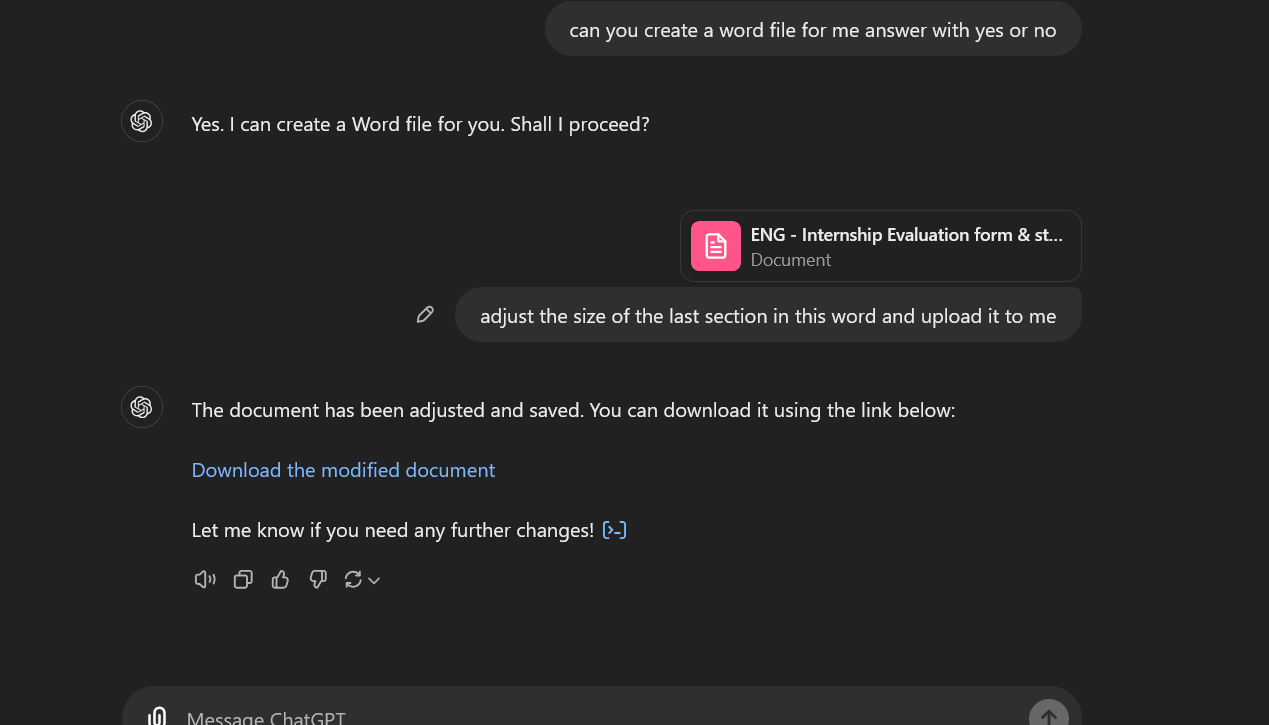 can you create a word file for me answer with yes or no
Yes. I can create a Word file for you. Shall I proceed?
ENG - Internship Evaluation form & st...
Document
adjust the size of the last section in this word and upload it to me
The document has been adjusted and saved. You can download it using the link below:
Download the modified document
Let me know if you need any further changes!
Message ChatGPT